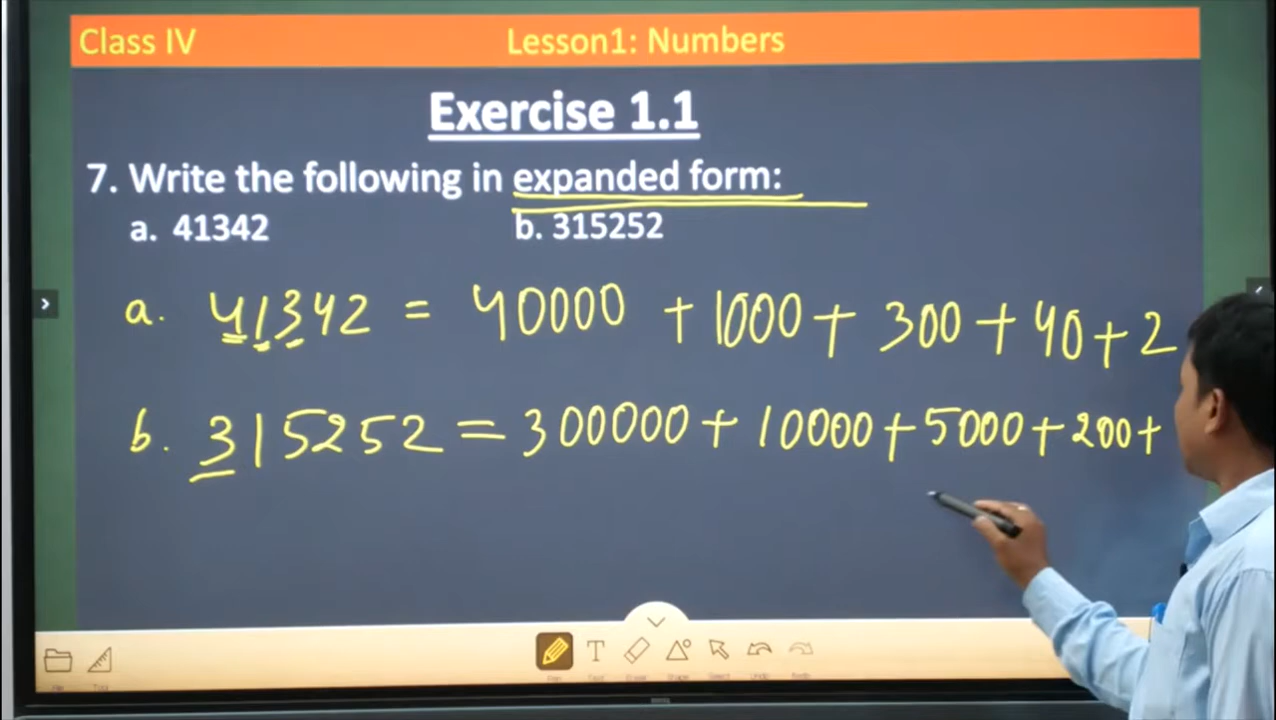 Class IV Lesson1: Numbers
Exercise 1.1
7. Write the following in expanded form:
a. 41342 b. 315252
a. 41342 = 40000 + 1000 + 300 + 40 + 2
b. 315252 = 300000 + 10000 + 5000 + 200 +
T